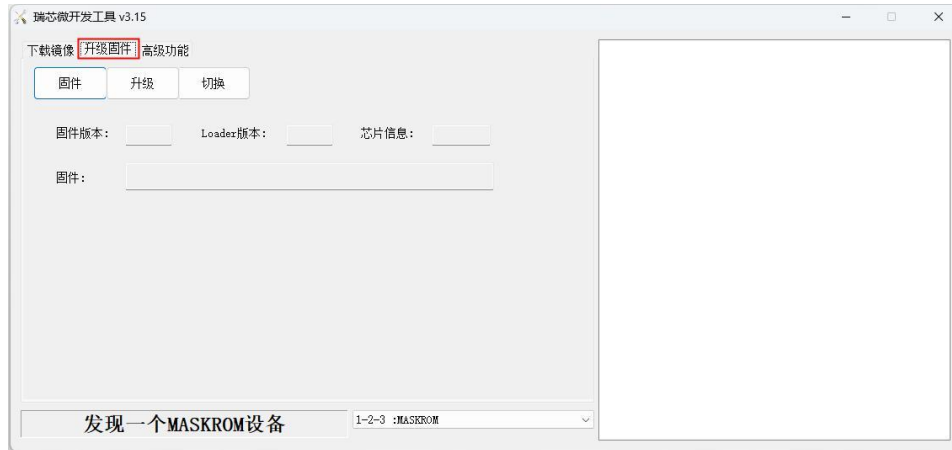 瑞芯微开发工具 v3.15
下载镜像 升级固件 高级功能
固件 升级 切换
固件版本: Loader版本: 芯片信息:
固件:
发现一个MASKROM设备 1-2-3 :MASKROM